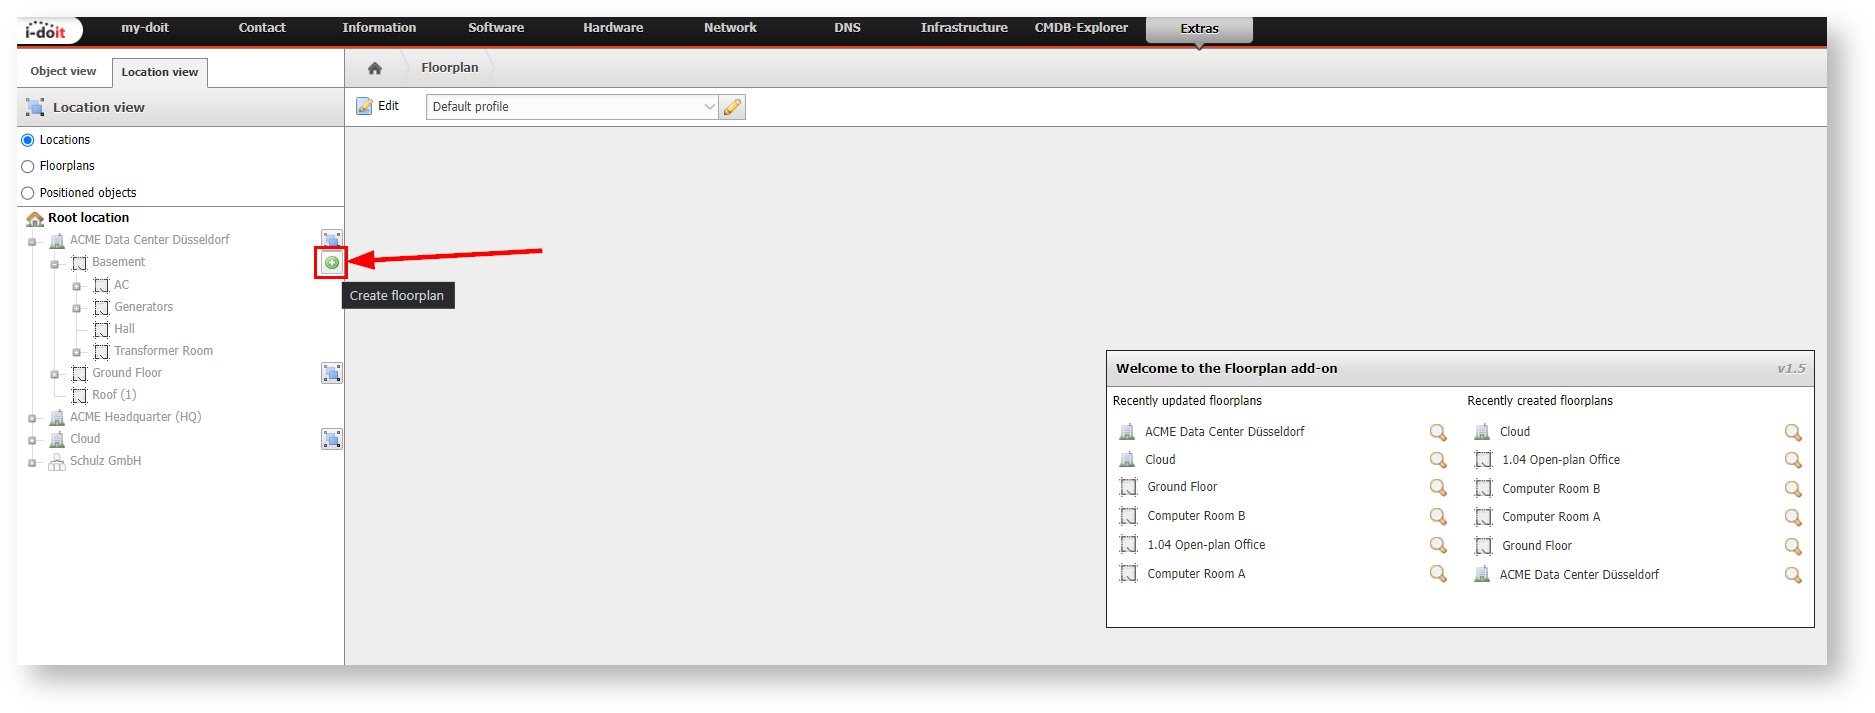 i-doit
my-doit Contact Information Software Hardware Network DNS Infrastructure CMDB-Explorer Extras
Object view Location view
Floorplan
Location view
Edit Default profile
Locations
Floorplans
Positioned objects
Root location
ACME Data Center Düsseldorf
Basement
AC
Create floorplan
Generators
Hall
Transformer Room
Ground Floor
Roof (1)
ACME Headquarter (HQ)
Cloud
Schulz GmbH
Welcome to the Floorplan add-on v1.5
Recently updated floorplans
ACME Data Center Düsseldorf
Cloud
Ground Floor
Computer Room B
1.04 Open-plan Office
Computer Room A
Recently created floorplans
Cloud
1.04 Open-plan Office
Computer Room B
Computer Room A
Ground Floor
ACME Data Center Düsseldorf